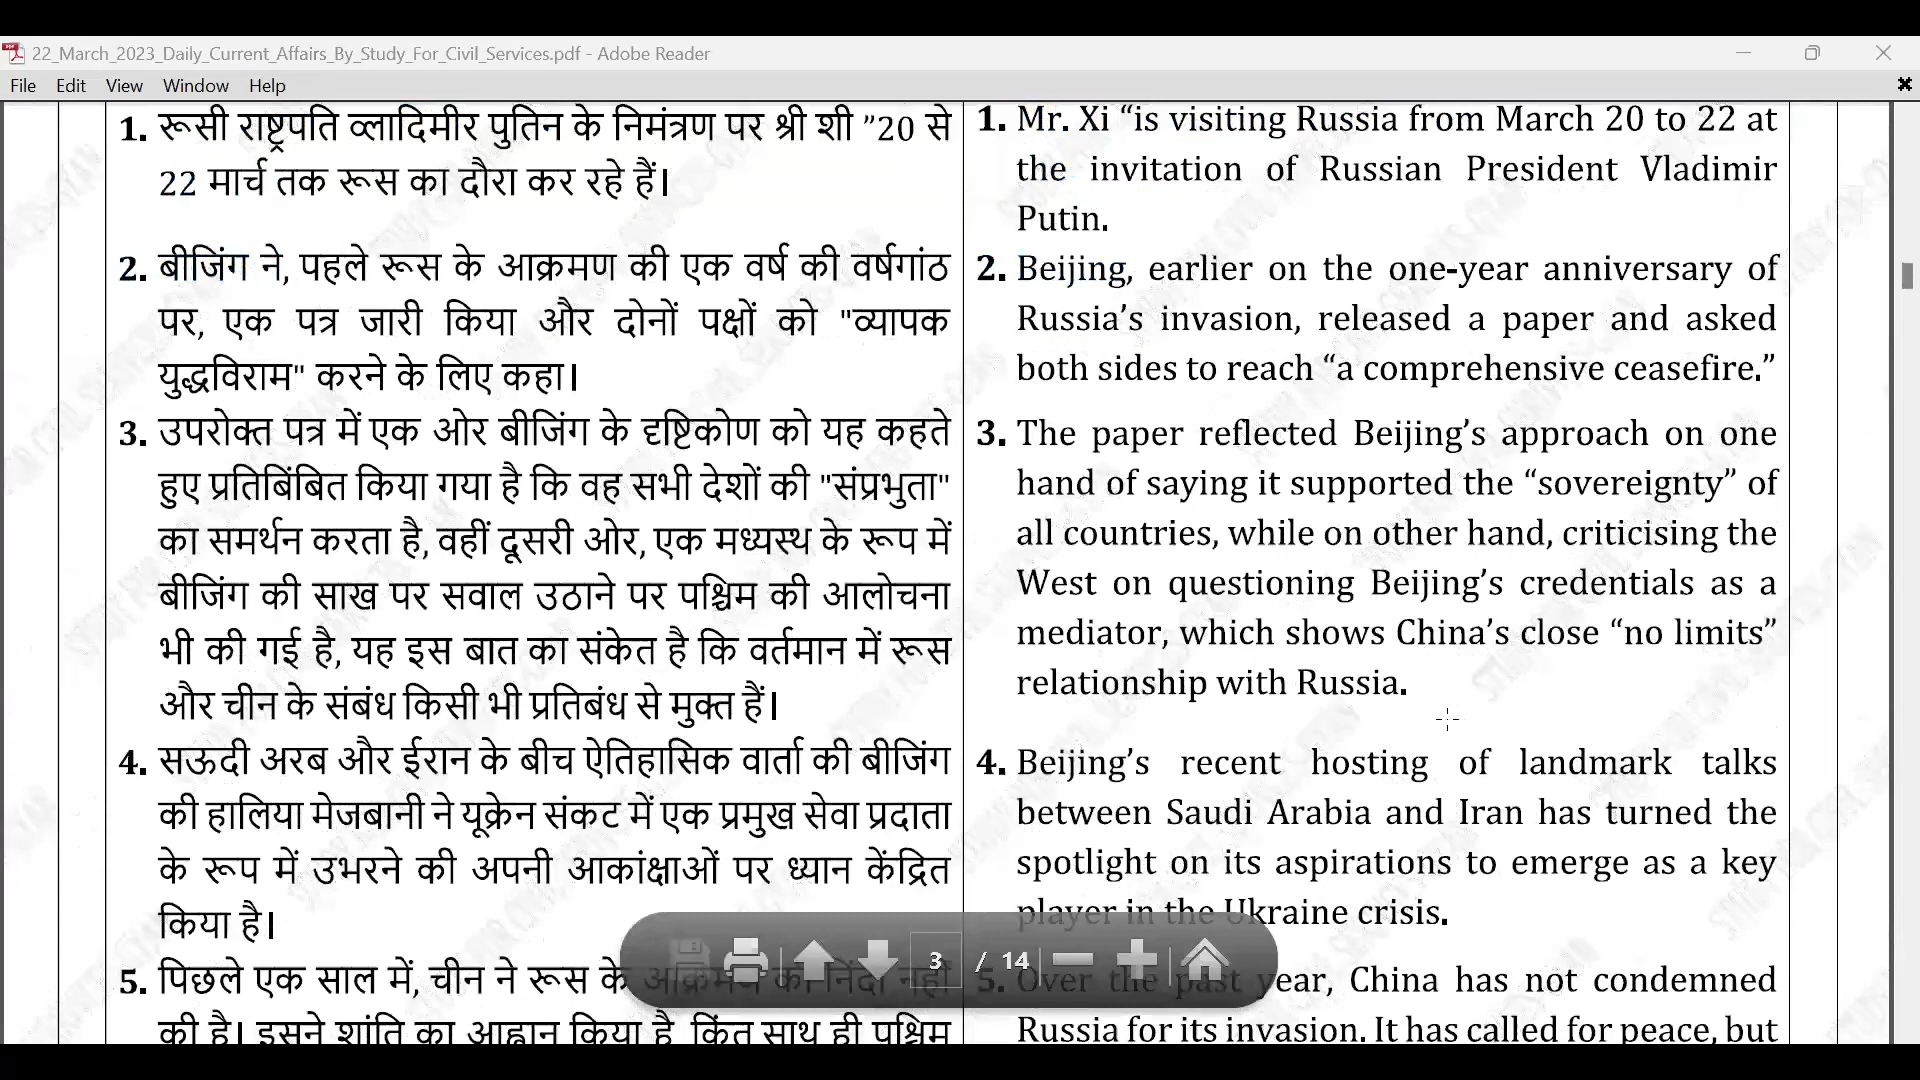 22_March_2023_Daily_Current_Affairs_By_Study_For_Civil_Services.pdf - Adobe Reader
File Edit View Window Help
1. रूसी राष्ट्रपति व्लादिमीर पुतिन के निमंत्रण पर श्री शी ”20 से
22 मार्च तक रूस का दौरा कर रहे हैं।
2. बीजिंग ने, पहले रूस के आक्रमण की एक वर्ष की वर्षगांठ
पर, एक पत्र जारी किया और दोनों पक्षों को "व्यापक
युद्धविराम" करने के लिए कहा।
3. उपरोक्त पत्र में एक ओर बीजिंग के दृष्टिकोण को यह कहते
हुए प्रतिबिंबित किया गया है कि वह सभी देशों की "संप्रभुता"
का समर्थन करता है, वहीं दूसरी ओर, एक मध्यस्थ के रूप में
बीजिंग की साख पर सवाल उठाने पर पश्चिम की आलोचना
भी की गई है, यह इस बात का संकेत है कि वर्तमान में रूस
और चीन के संबंध किसी भी प्रतिबंध से मुक्त हैं।
4. सऊदी अरब और ईरान के बीच ऐतिहासिक वार्ता की बीजिंग
की हालिया मेजबानी ने यूक्रेन संकट में एक प्रमुख सेवा प्रदाता
के रूप में उभरने की अपनी आकांक्षाओं पर ध्यान केंद्रित
किया है।
5. पिछले एक साल में, चीन ने रूस के आक्रमण की निंदा नहीं
की है। इसने शांति का आह्वान किया है, किंतु साथ ही पश्चिम
1. Mr. Xi “is visiting Russia from March 20 to 22 at
the invitation of Russian President Vladimir
Putin.
2. Beijing, earlier on the one-year anniversary of
Russia’s invasion, released a paper and asked
both sides to reach “a comprehensive ceasefire.”
3. The paper reflected Beijing’s approach on one
hand of saying it supported the “sovereignty” of
all countries, while on other hand, criticising the
West on questioning Beijing’s credentials as a
mediator, which shows China’s close “no limits”
relationship with Russia.
4. Beijing’s recent hosting of landmark talks
between Saudi Arabia and Iran has turned the
spotlight on its aspirations to emerge as a key
player in the Ukraine crisis.
5. Over the past year, China has not condemned
Russia for its invasion. It has called for peace, but
3 / 14